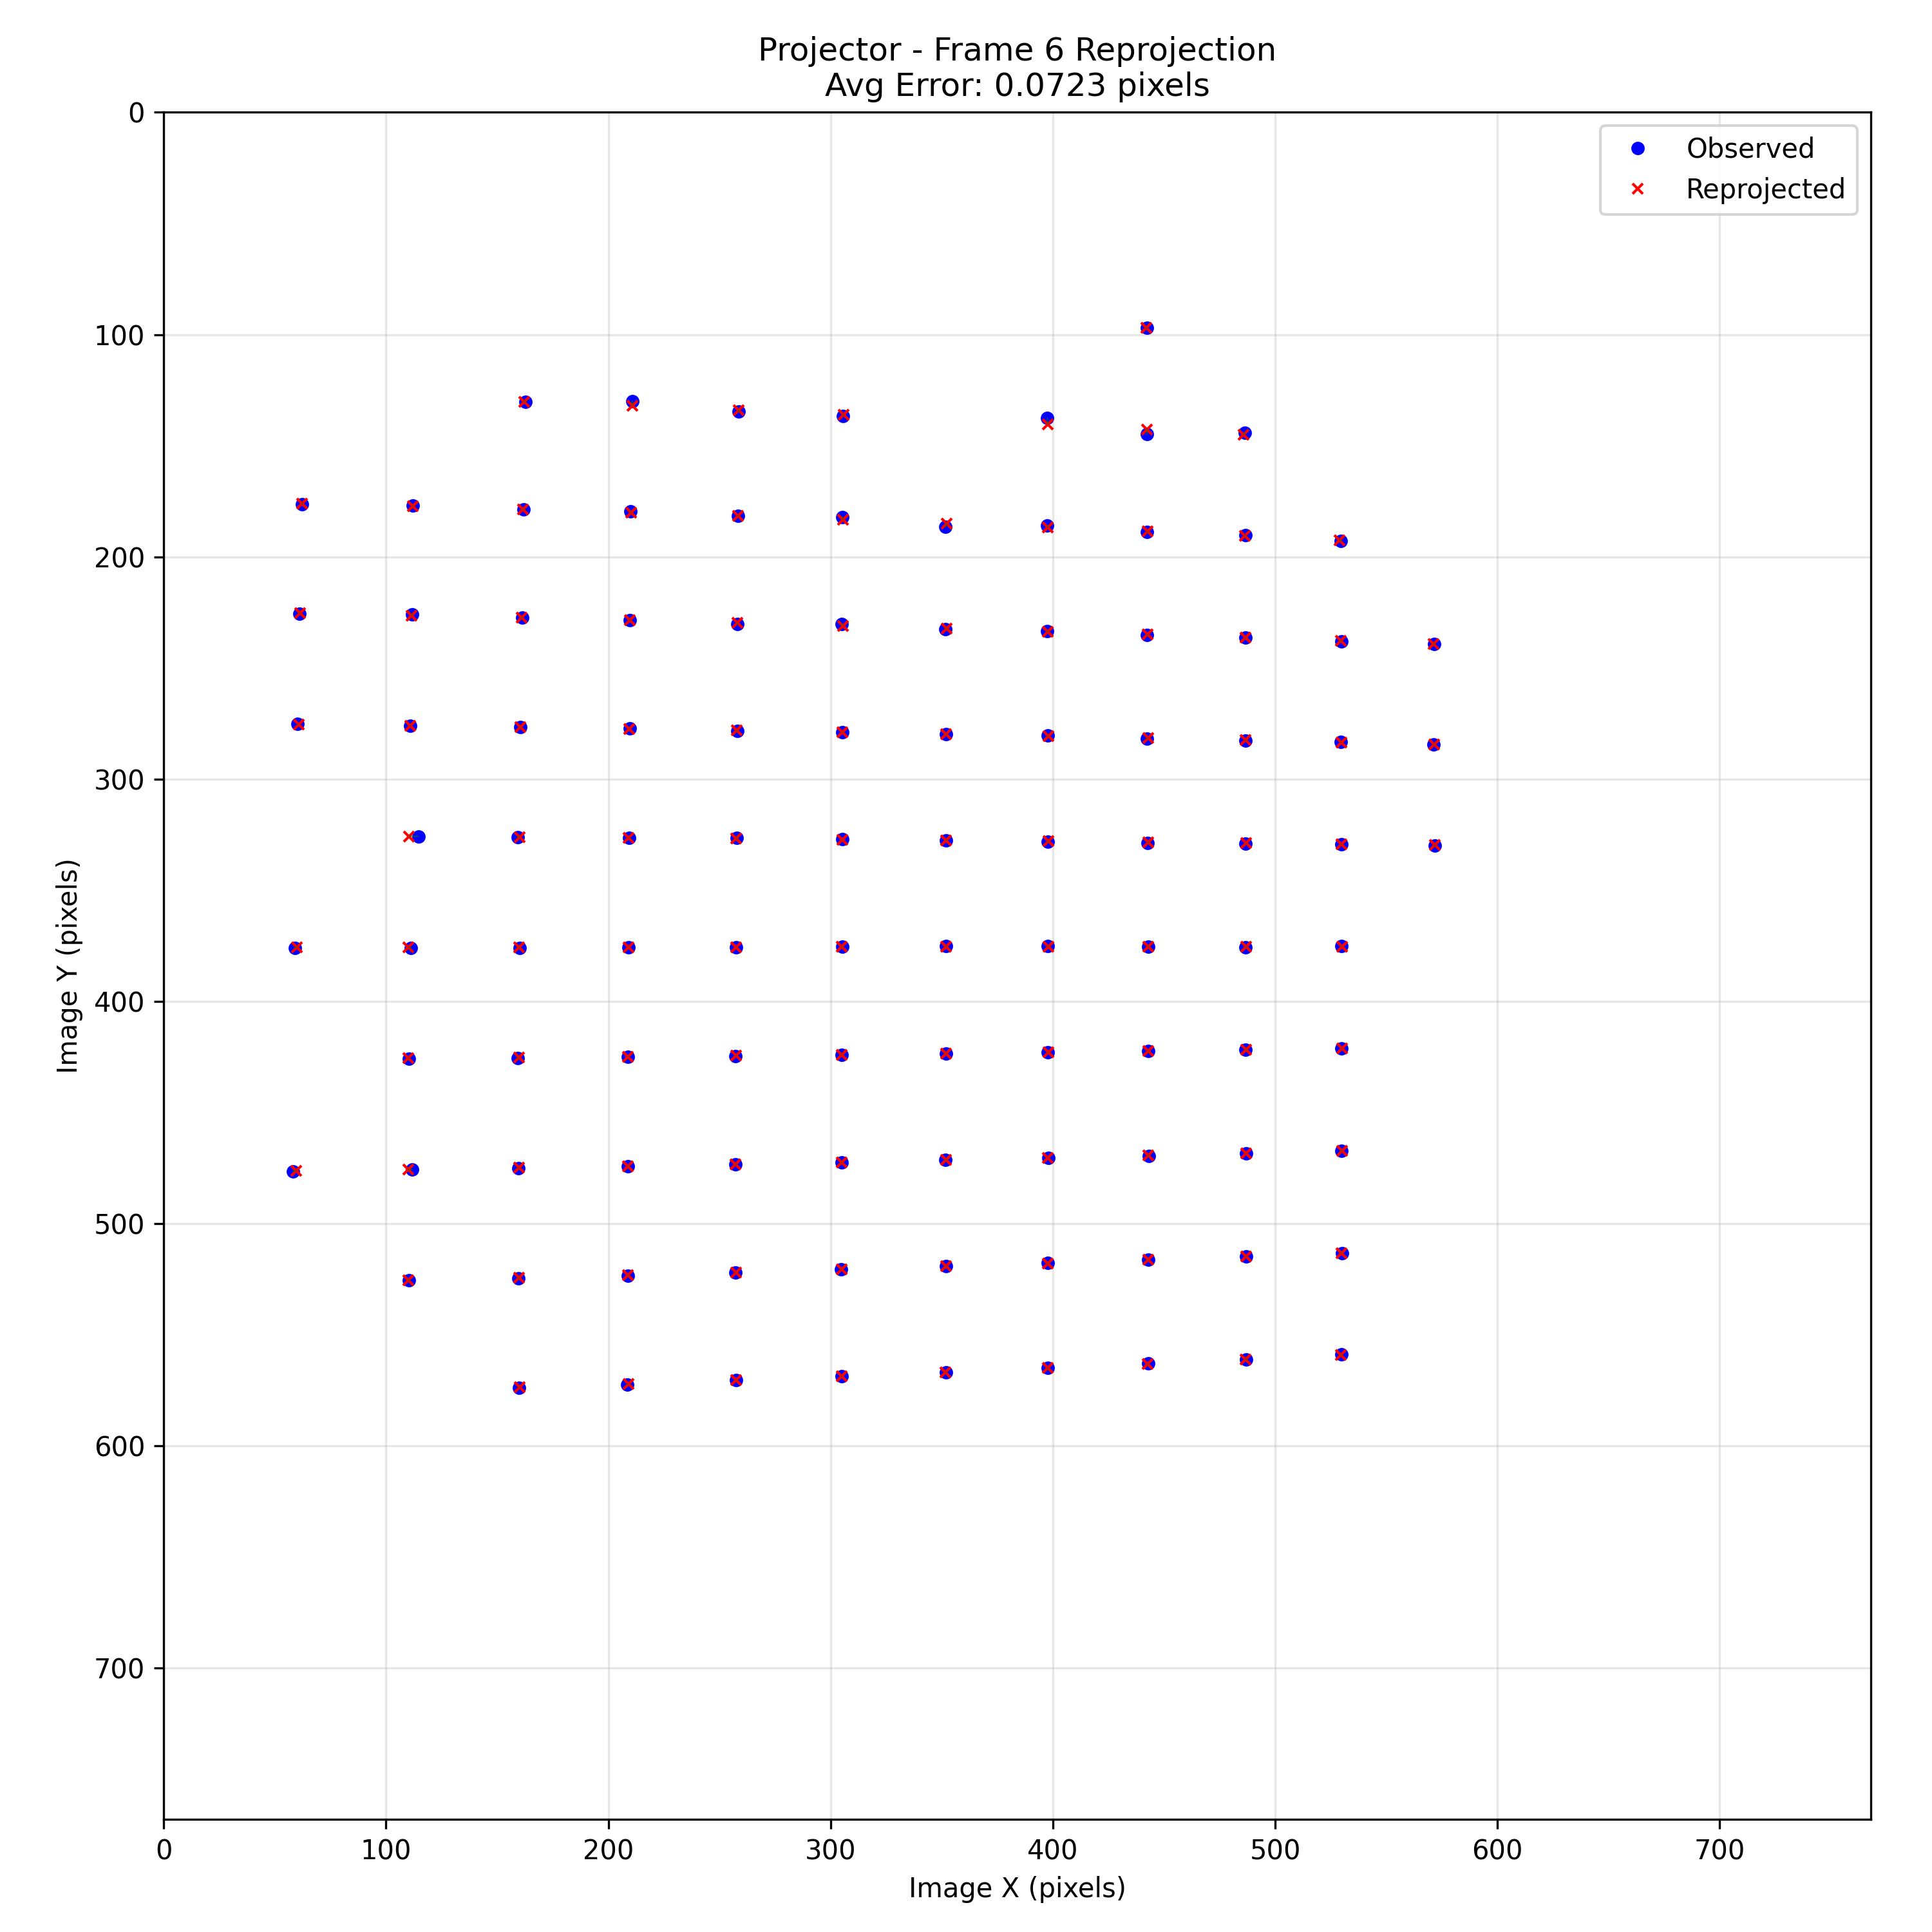 Projector - Frame 6 Reprojection
Avg Error: 0.0723 pixels
Observed
Reprojected
0
100
200
300
400
500
600
700
Image Y (pixels)
0 100 200 300 400 500 600 700
Image X (pixels)